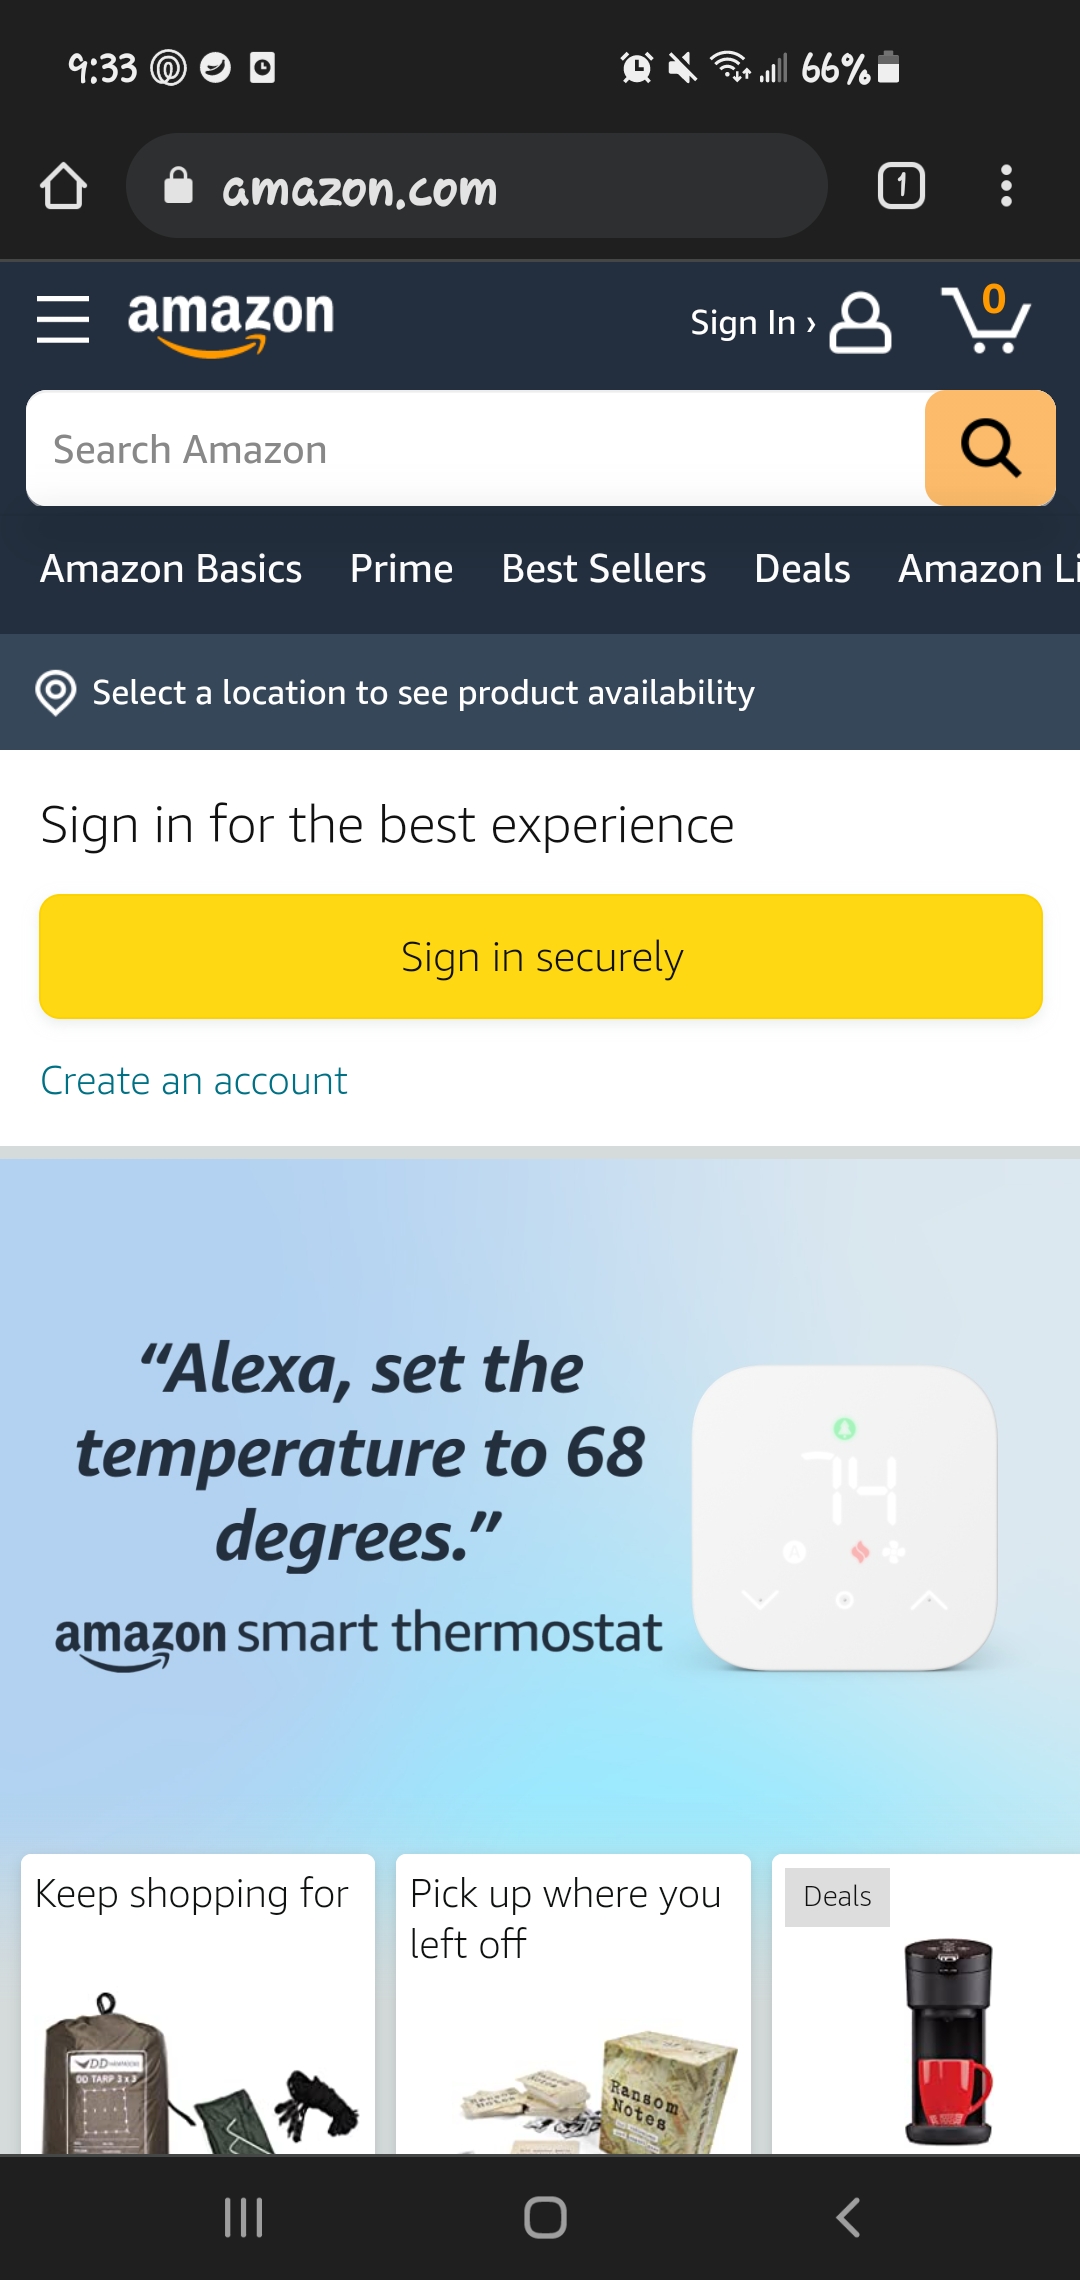 9:33 66%
amazon.com 1
amazon Sign In › 0
Search Amazon
Amazon Basics Prime Best Sellers Deals Amazon Li
Select a location to see product availability
Sign in for the best experience
Sign in securely
Create an account
“Alexa, set the
temperature to 68
degrees.”
amazon smart thermostat
74
A
Keep shopping for
DD
DD TARP 3x3
Pick up where you
left off
Ransom
Notes
Deals